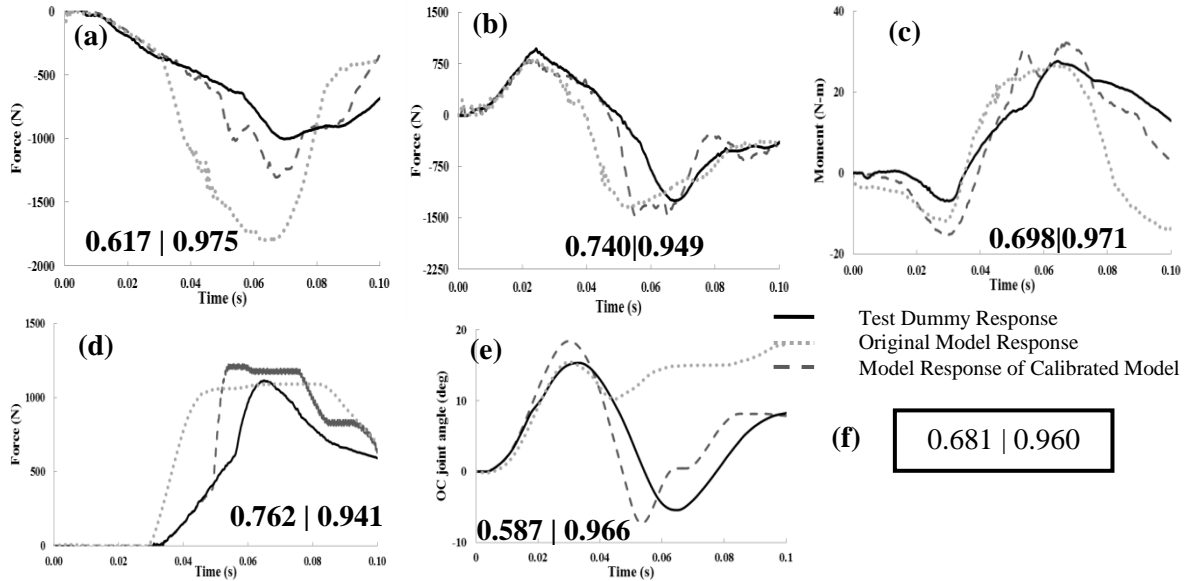 (a)
Force (N)
0
-500
-1000
-1500
-2000
0.00 0.02 0.04 0.06 0.08 0.10
Time (s)
0.617 | 0.975
(b)
Force (N)
1500
750
0
-750
-1500
-2250
0.00 0.02 0.04 0.06 0.08 0.10
Time (s)
0.740|0.949
(c)
Moment (N-m)
40
20
0
-20
0.00 0.02 0.04 0.06 0.08 0.10
Time (s)
0.698|0.971
(d)
Force (N)
1500
1000
500
0
0.00 0.02 0.04 0.06 0.08 0.10
Time (s)
0.762 | 0.941
(e)
OC joint angle (deg)
20
10
0
-10
0 0.02 0.04 0.06 0.08 0.1
Time (s)
0.587 | 0.966
Test Dummy Response
Original Model Response
Model Response of Calibrated Model
(f)
0.681 | 0.960